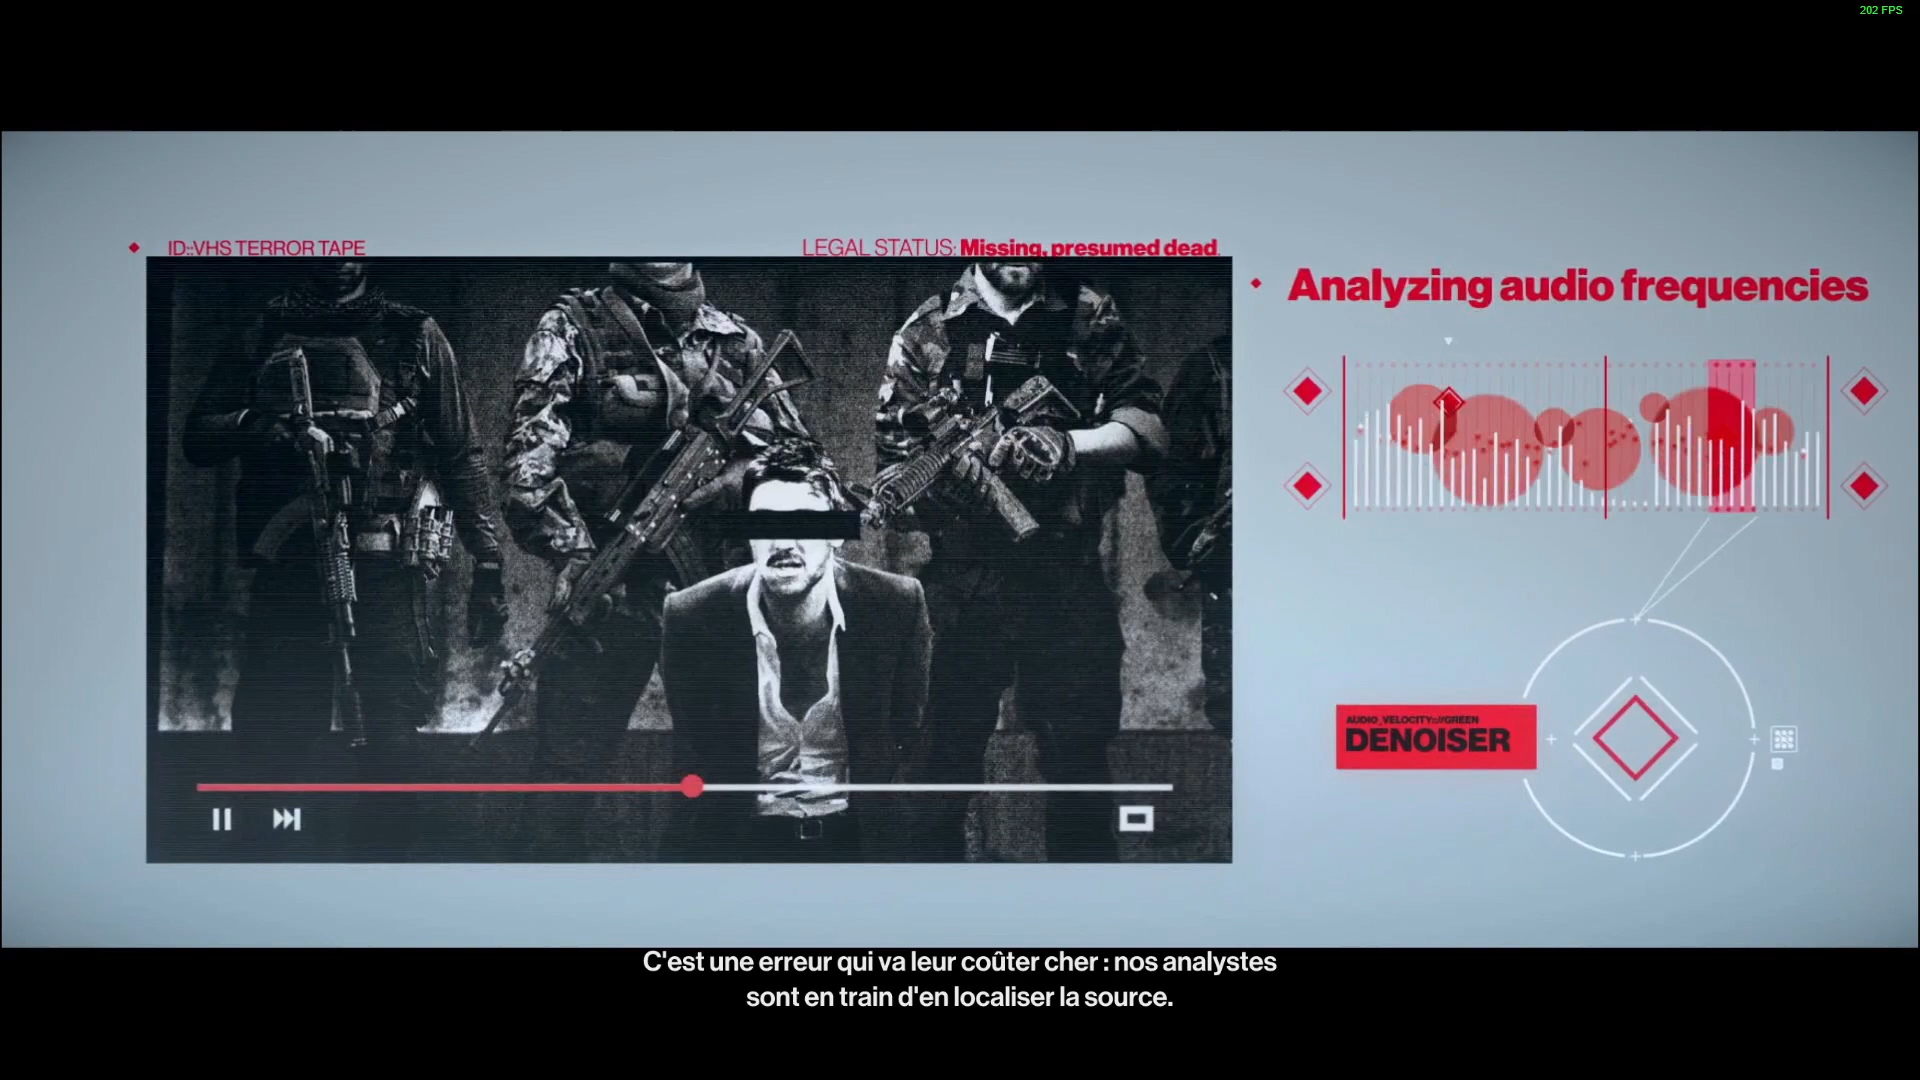 202 FPS
ID::VHS TERROR TAPE
LEGAL STATUS: Missing, presumed dead.
Analyzing audio frequencies
AUDIO_VELOCITY:://GREEN
DENOISER
C'est une erreur qui va leur coûter cher : nos analystes
sont en train d'en localiser la source.